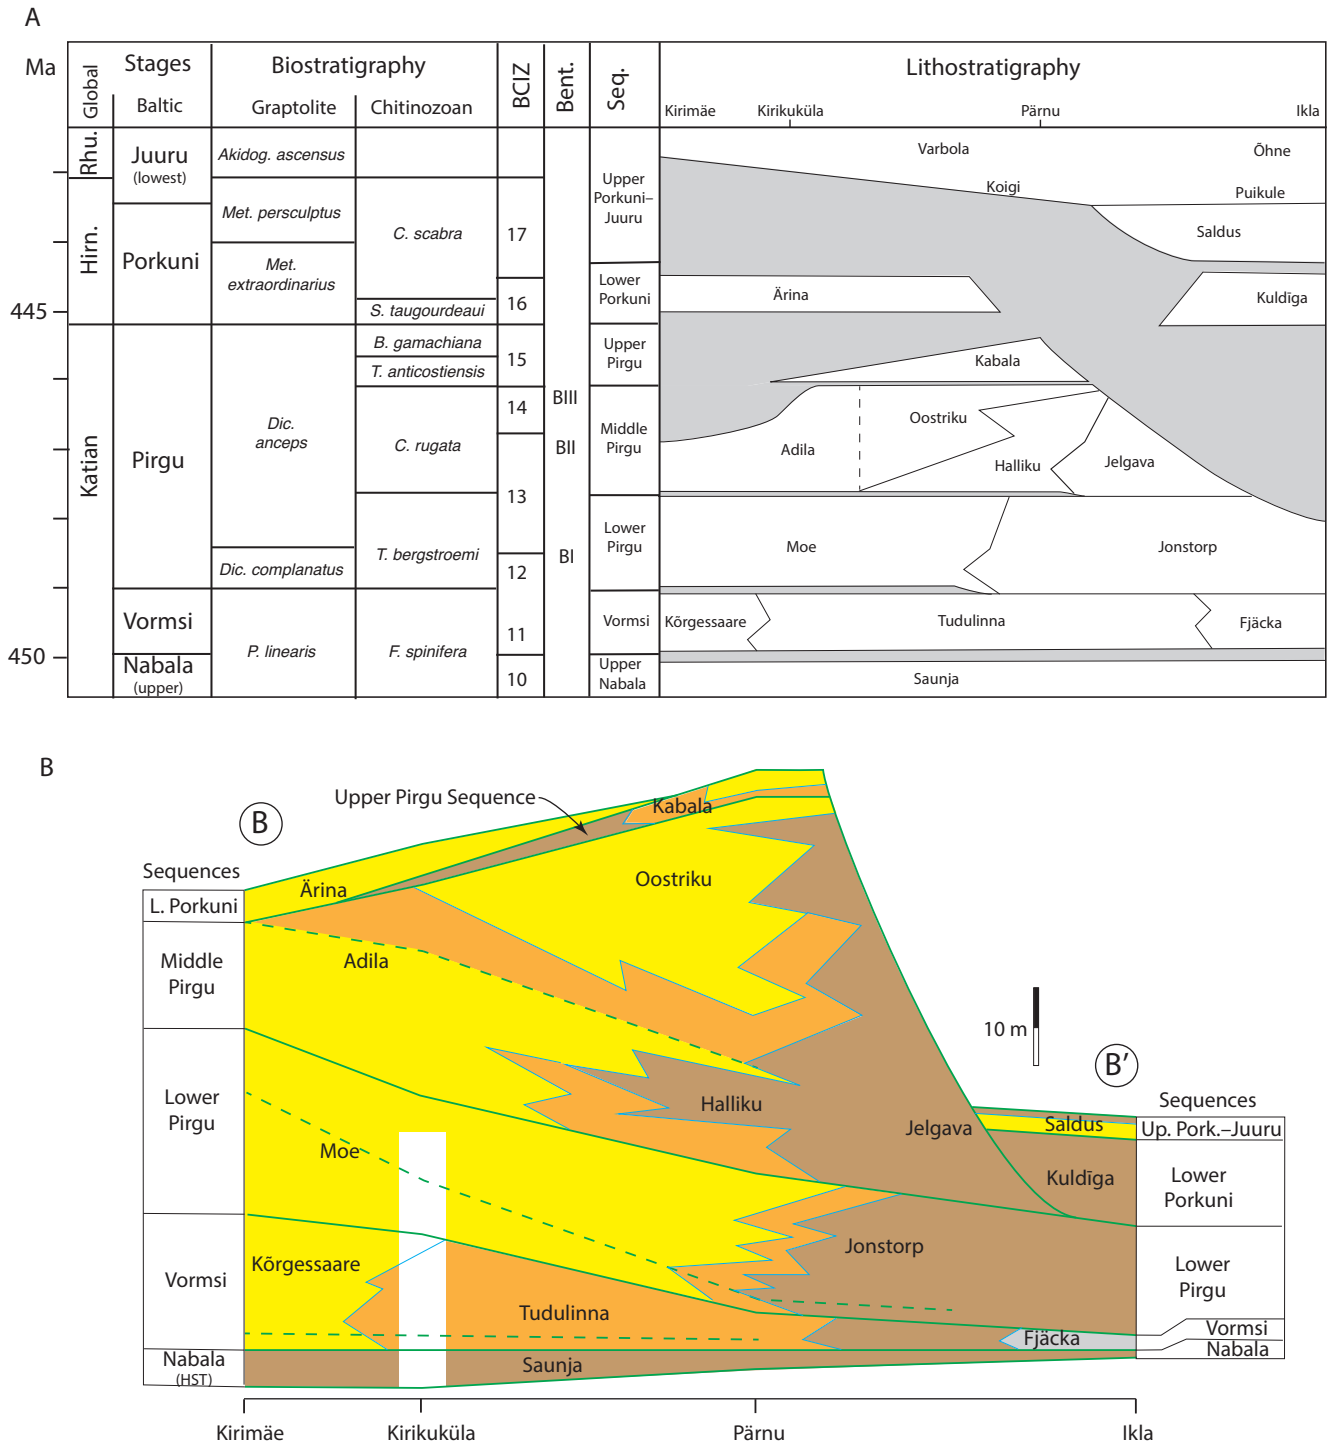 A
Ma
Global
Stages
Baltic
Biostratigraphy
Graptolite
Chitinozoan
BCIZ
Bent.
Seq.
Lithostratigraphy
Kirimäe
Kirikuküla
Pärnu
Ikla
445
450
Rhu.
Hirn.
Katian
Juuru
(lowest)
Porkuni
Pirgu
Vormsi
Nabala
(upper)
Akidog. ascensus
Met. persculptus
Met.
extraordinarius
Dic.
anceps
Dic. complanatus
P. linearis
C. scabra
S. taugourdeaui
B. gamachiana
T. anticostiensis
C. rugata
T. bergstroemi
F. spinifera
17
16
15
14
13
12
11
10
BIII
BII
BI
Upper
Porkuni–
Juuru
Lower
Porkuni
Upper
Pirgu
Middle
Pirgu
Lower
Pirgu
Vormsi
Upper
Nabala
Varbola
Õhne
Koigi
Puikule
Saldus
Ärina
Kuldīga
Kabala
Oostriku
Adila
Halliku
Jelgava
Moe
Jonstorp
Kõrgessaare
Tudulinna
Fjäcka
Saunja
B
Upper Pirgu Sequence
B
Sequences
L. Porkuni
Middle
Pirgu
Lower
Pirgu
Vormsi
Nabala
(HST)
Kabala
Ärina
Oostriku
Adila
Halliku
Jelgava
Moe
Jonstorp
Kõrgessaare
Tudulinna
Fjäcka
Saunja
Saldus
Kuldīga
10 m
B′
Sequences
Up. Pork.–Juuru
Lower
Porkuni
Lower
Pirgu
Vormsi
Nabala
Kirimäe
Kirikuküla
Pärnu
Ikla